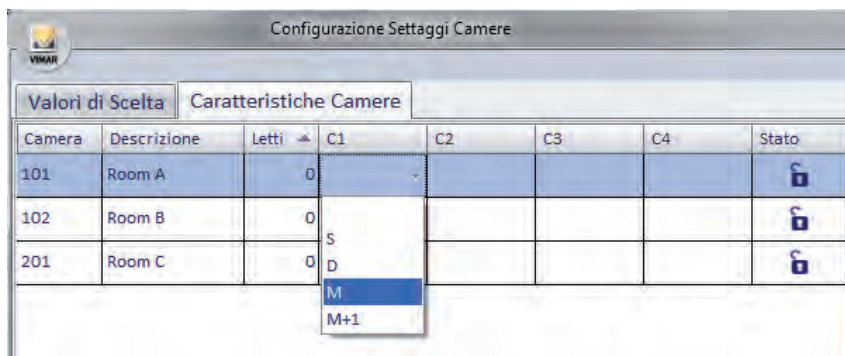 Configurazione Settaggi Camere
VIMAR
Valori di Scelta Caratteristiche Camere
Camera Descrizione Letti C1 C2 C3 C4 Stato
101 Room A 0
102 Room B 0
S
201 Room C 0 D
M
M+1